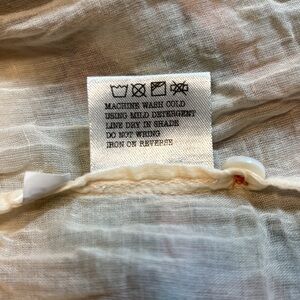 MACHINE WASH COLD
USING MILD DETERGENT
LINE DRY IN SHADE
DO NOT WRING
IRON ON REVERSE